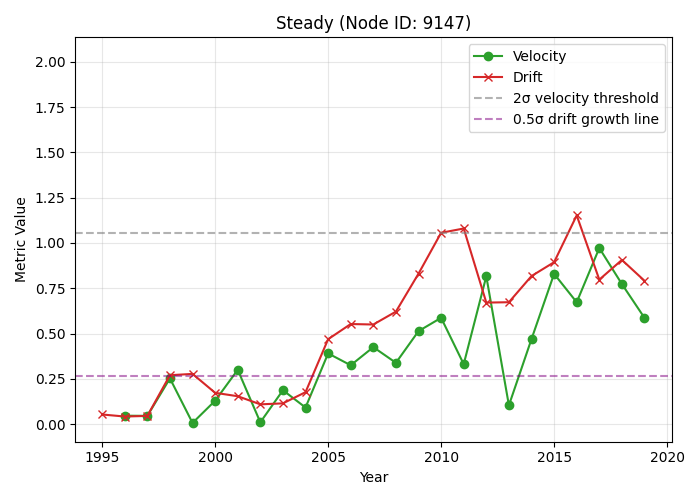 Steady (Node ID: 9147)
Velocity
Drift
2σ velocity threshold
0.5σ drift growth line
Metric Value
2.00
1.75
1.50
1.25
1.00
0.75
0.50
0.25
0.00
1995 2000 2005 2010 2015 2020
Year